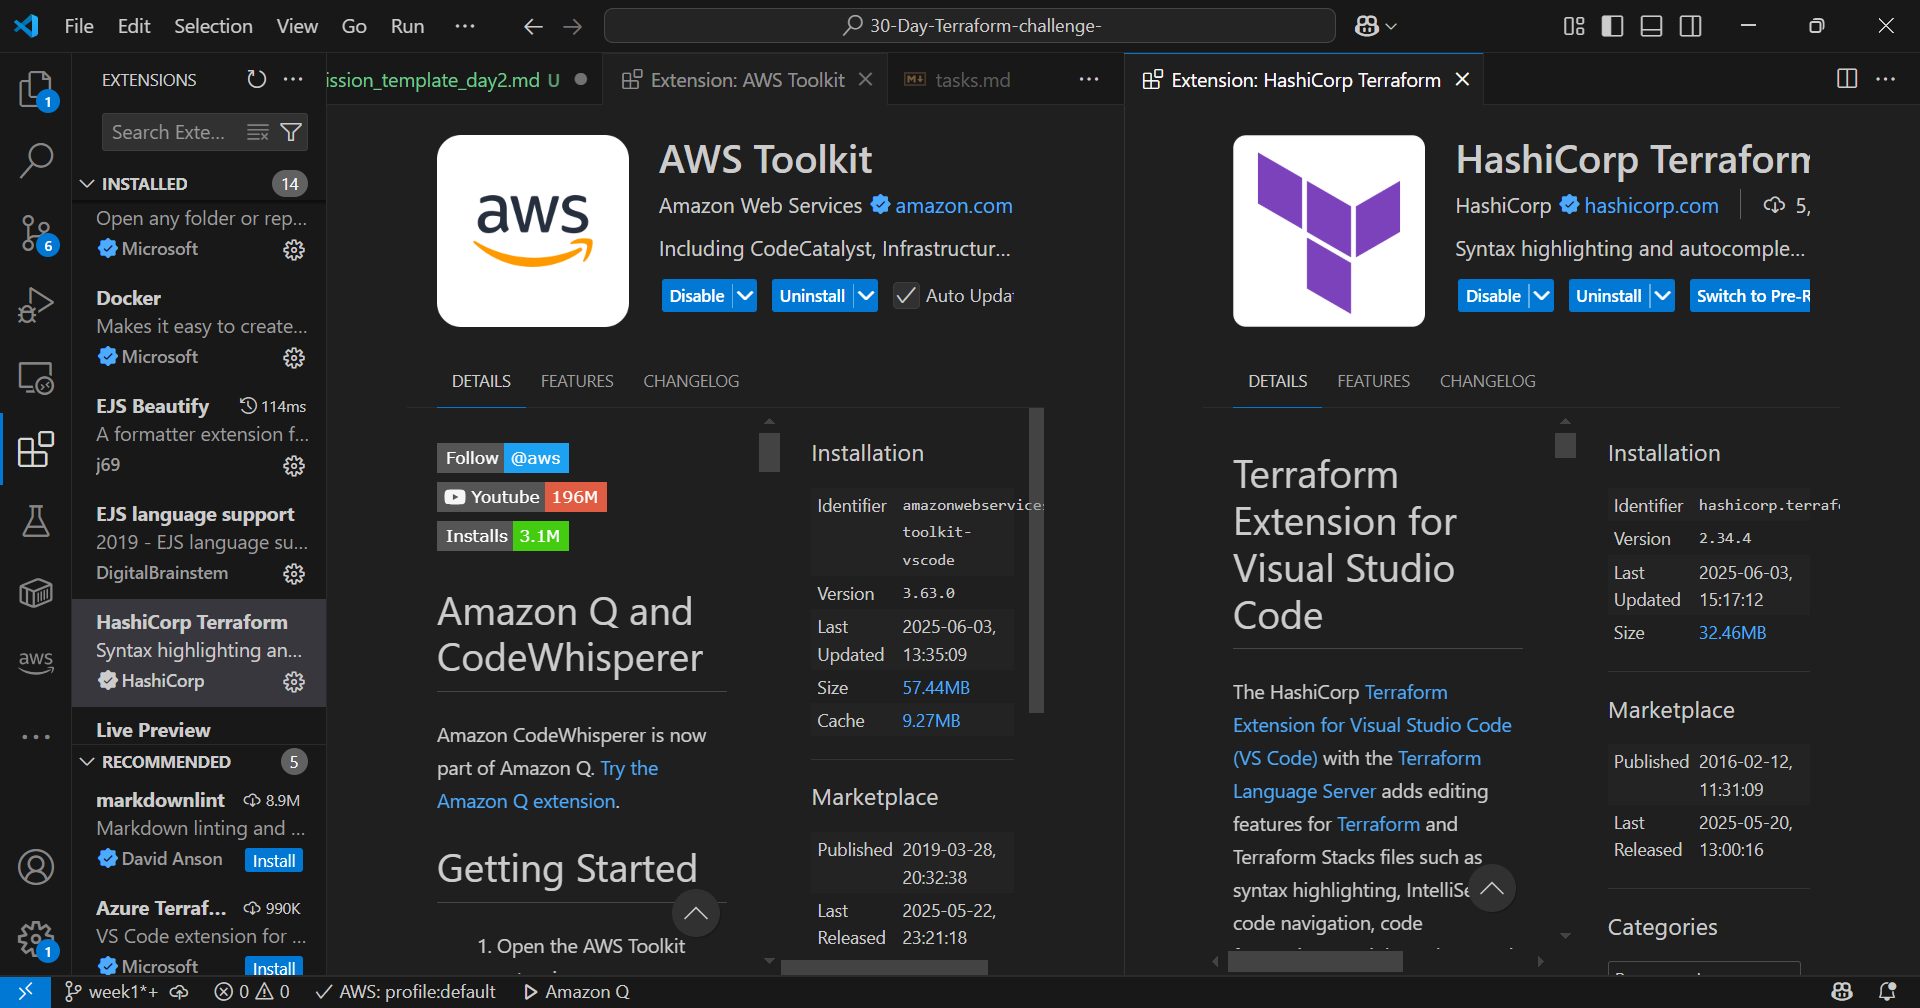 File Edit Selection View Go Run ···
30-Day-Terraform-challenge-
EXTENSIONS
Search Exte...
INSTALLED 14
Open any folder or rep...
Microsoft
Docker
Makes it easy to create...
Microsoft
EJS Beautify 114ms
A formatter extension f...
j69
EJS language support
2019 - EJS language su...
DigitalBrainstem
HashiCorp Terraform
Syntax highlighting an...
HashiCorp
Live Preview
RECOMMENDED 5
markdownlint 8.9M
Markdown linting and ...
David Anson Install
Azure Terraf... 990K
VS Code extension for ...
Microsoft Install
1
6
aws
1
ission_template_day2.md U
Extension: AWS Toolkit
tasks.md
aws
AWS Toolkit
Amazon Web Services amazon.com
Including CodeCatalyst, Infrastructur...
Disable Uninstall Auto Upda
DETAILS FEATURES CHANGELOG
Follow @aws
Youtube 196M
Installs 3.1M
Amazon Q and
CodeWhisperer
Amazon CodeWhisperer is now
part of Amazon Q. Try the
Amazon Q extension.
Getting Started
1. Open the AWS Toolkit
Installation
Identifier amazonwebservices
toolkit-
vscode
Version 3.63.0
Last 2025-06-03,
Updated 13:35:09
Size 57.44MB
Cache 9.27MB
Marketplace
Published 2019-03-28,
20:32:38
Last 2025-05-22,
Released 23:21:18
Extension: HashiCorp Terraform
HashiCorp Terraform
HashiCorp hashicorp.com 5,
Syntax highlighting and autocomple...
Disable Uninstall Switch to Pre-R
DETAILS FEATURES CHANGELOG
Terraform
Extension for
Visual Studio
Code
The HashiCorp Terraform
Extension for Visual Studio Code
(VS Code) with the Terraform
Language Server adds editing
features for Terraform and
Terraform Stacks files such as
syntax highlighting, IntelliSe
code navigation, code
Installation
Identifier hashicorp.terraf
Version 2.34.4
Last 2025-06-03,
Updated 15:17:12
Size 32.46MB
Marketplace
Published 2016-02-12,
11:31:09
Last 2025-05-20,
Released 13:00:16
Categories
week1*+ 0 0 AWS: profile:default Amazon Q